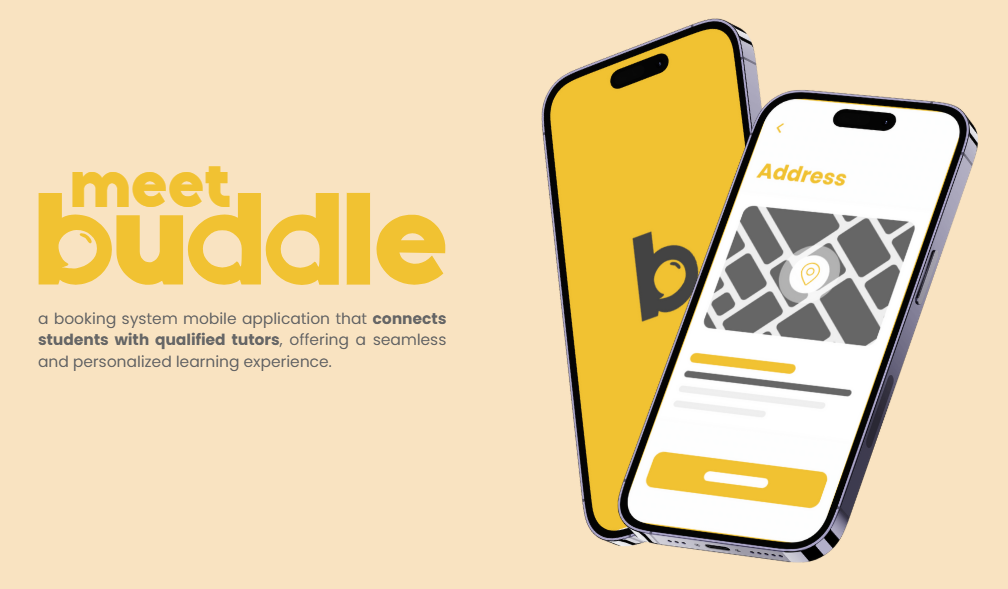 meet
buddle
a booking system mobile application that connects
students with qualified tutors, offering a seamless
and personalized learning experience.
b
Address